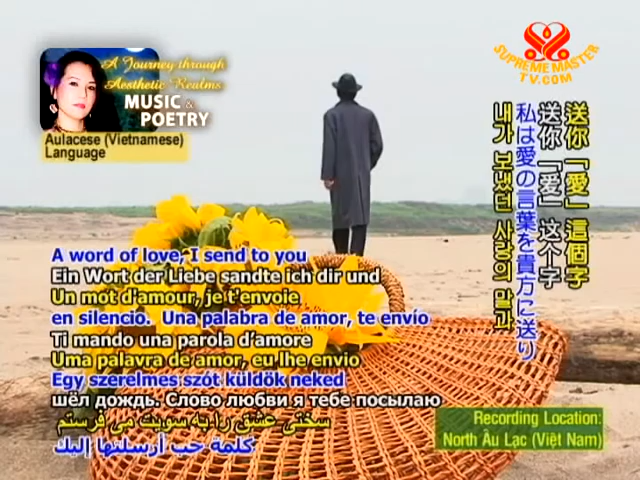 A Journey through
Aesthetic Realms
MUSIC &
POETRY
Aulacese (Vietnamese)
Language
SUPREME MASTER
TV.COM
送你「愛」這個字
送你「爱」这个字
私は愛の言葉を貴方に送り
내가 보냈던 사랑의 말과
A word of love, I send to you
Ein Wort der Liebe sandte ich dir und
Un mot d'amour, je t'envoie
en silencio. Una palabra de amor, te envío
Ti mando una parola d'amore
Uma palavra de amor, eu lhe envio
Egy szerelmes szót küldök neked
шёл дождь. Слово любви я тебе посылаю
سخنی عشق را به سویت می فرستم
كلمة حب أرسلتها إليك
Recording Location:
North Âu Lạc (Việt Nam)